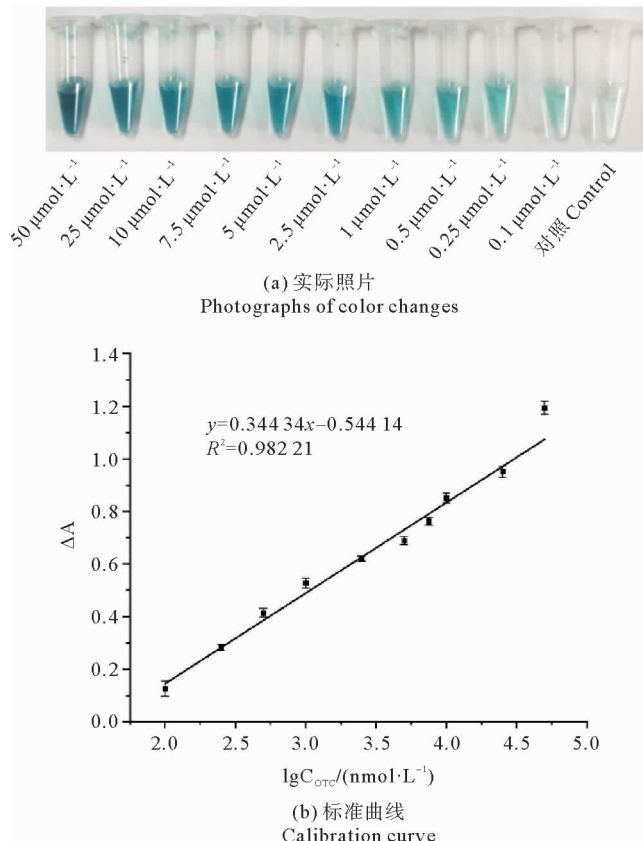 50 μmol·L⁻¹
25 μmol·L⁻¹
10 μmol·L⁻¹
7.5 μmol·L⁻¹
5 μmol·L⁻¹
2.5 μmol·L⁻¹
1 μmol·L⁻¹
0.5 μmol·L⁻¹
0.25 μmol·L⁻¹
0.1 μmol·L⁻¹
对照 Control
(a) 实际照片
Photographs of color changes
1.4
1.2
1.0
0.8
0.6
0.4
0.2
0.0
ΔA
y=0.344 34x−0.544 14
R²=0.982 21
2.0 2.5 3.0 3.5 4.0 4.5 5.0
lgC_OTC/(nmol·L⁻¹)
(b) 标准曲线
Calibration curve